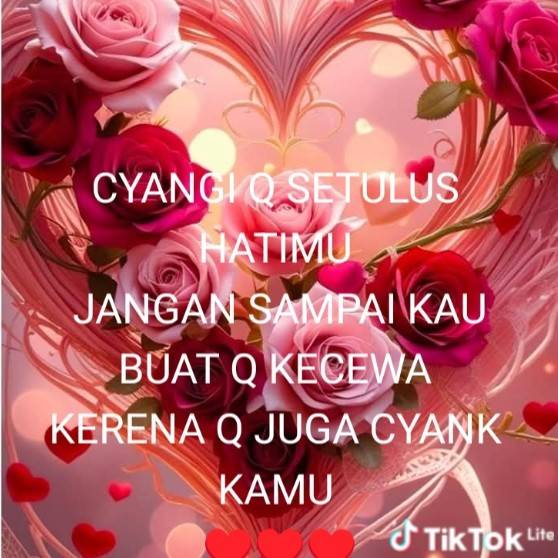 CYANGI Q SETULUS
HATIMU
JANGAN SAMPAI KAU
BUAT Q KECEWA
KERENA Q JUGA CYANK
KAMU
♥♥♥
TikTok Lite